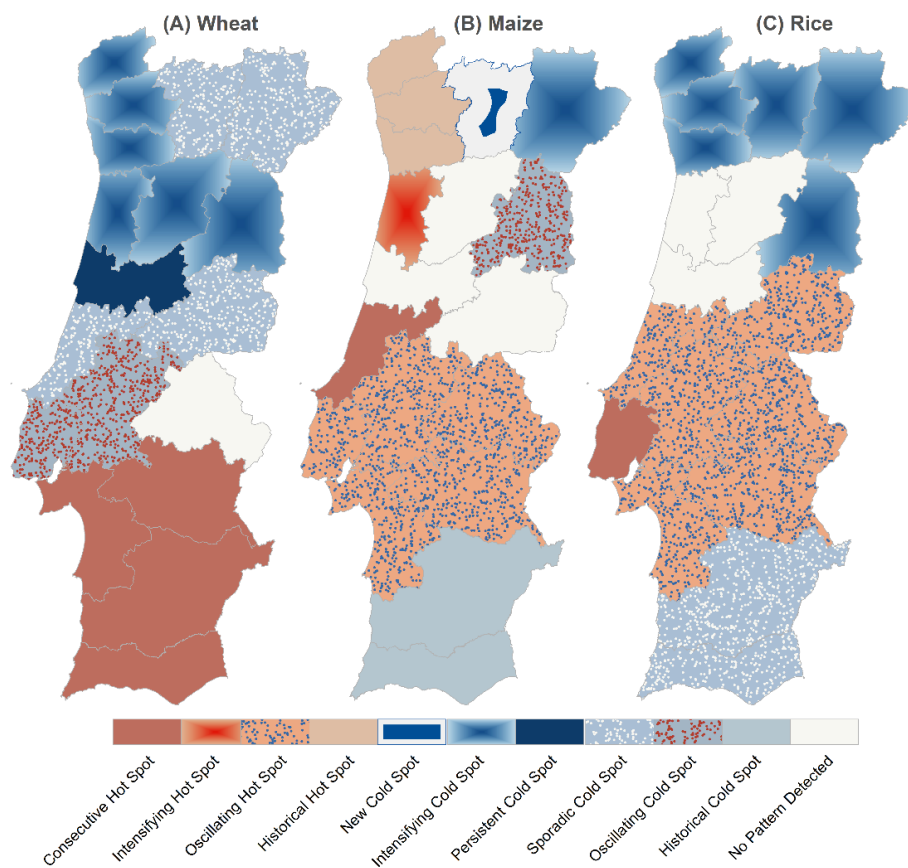 (A) Wheat
(B) Maize
(C) Rice
Consecutive Hot Spot
Intensifying Hot Spot
Oscillating Hot Spot
Historical Hot Spot
New Cold Spot
Intensifying Cold Spot
Persistent Cold Spot
Sporadic Cold Spot
Oscillating Cold Spot
Historical Cold Spot
No Pattern Detected